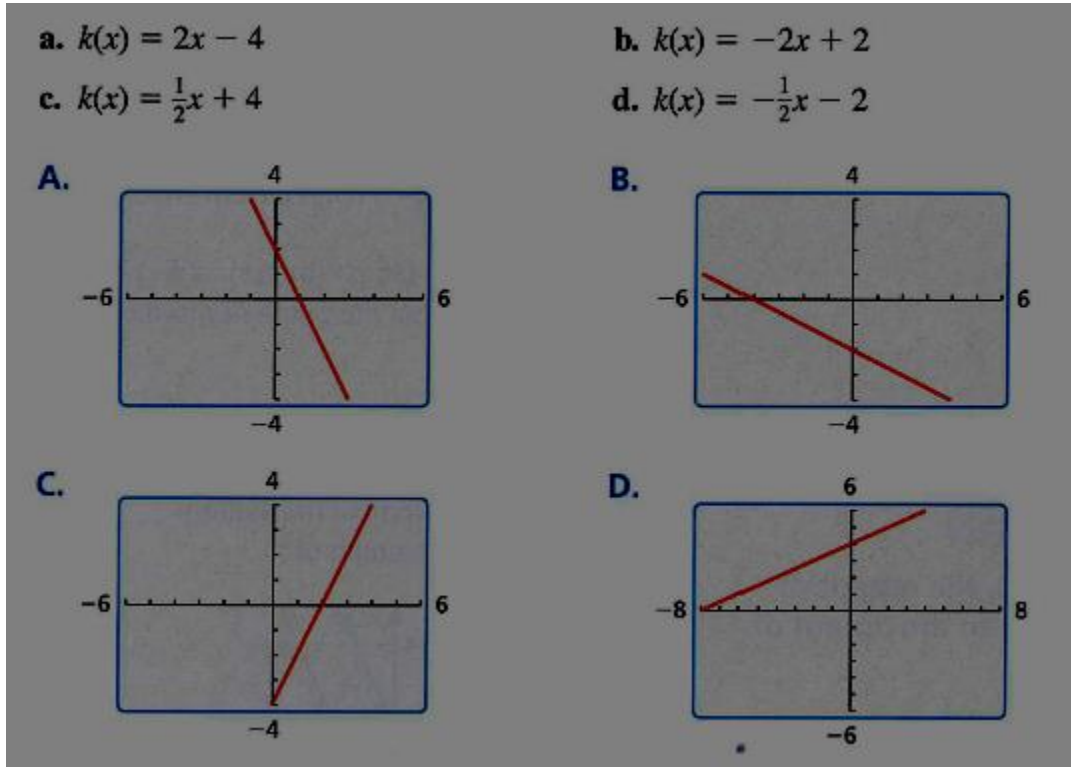 a. k(x) = 2x − 4
b. k(x) = −2x + 2
c. k(x) = ½x + 4
d. k(x) = −½x − 2
A.
4
−6
6
−4
B.
4
−6
6
−4
C.
4
−6
6
−4
D.
6
−8
8
−6